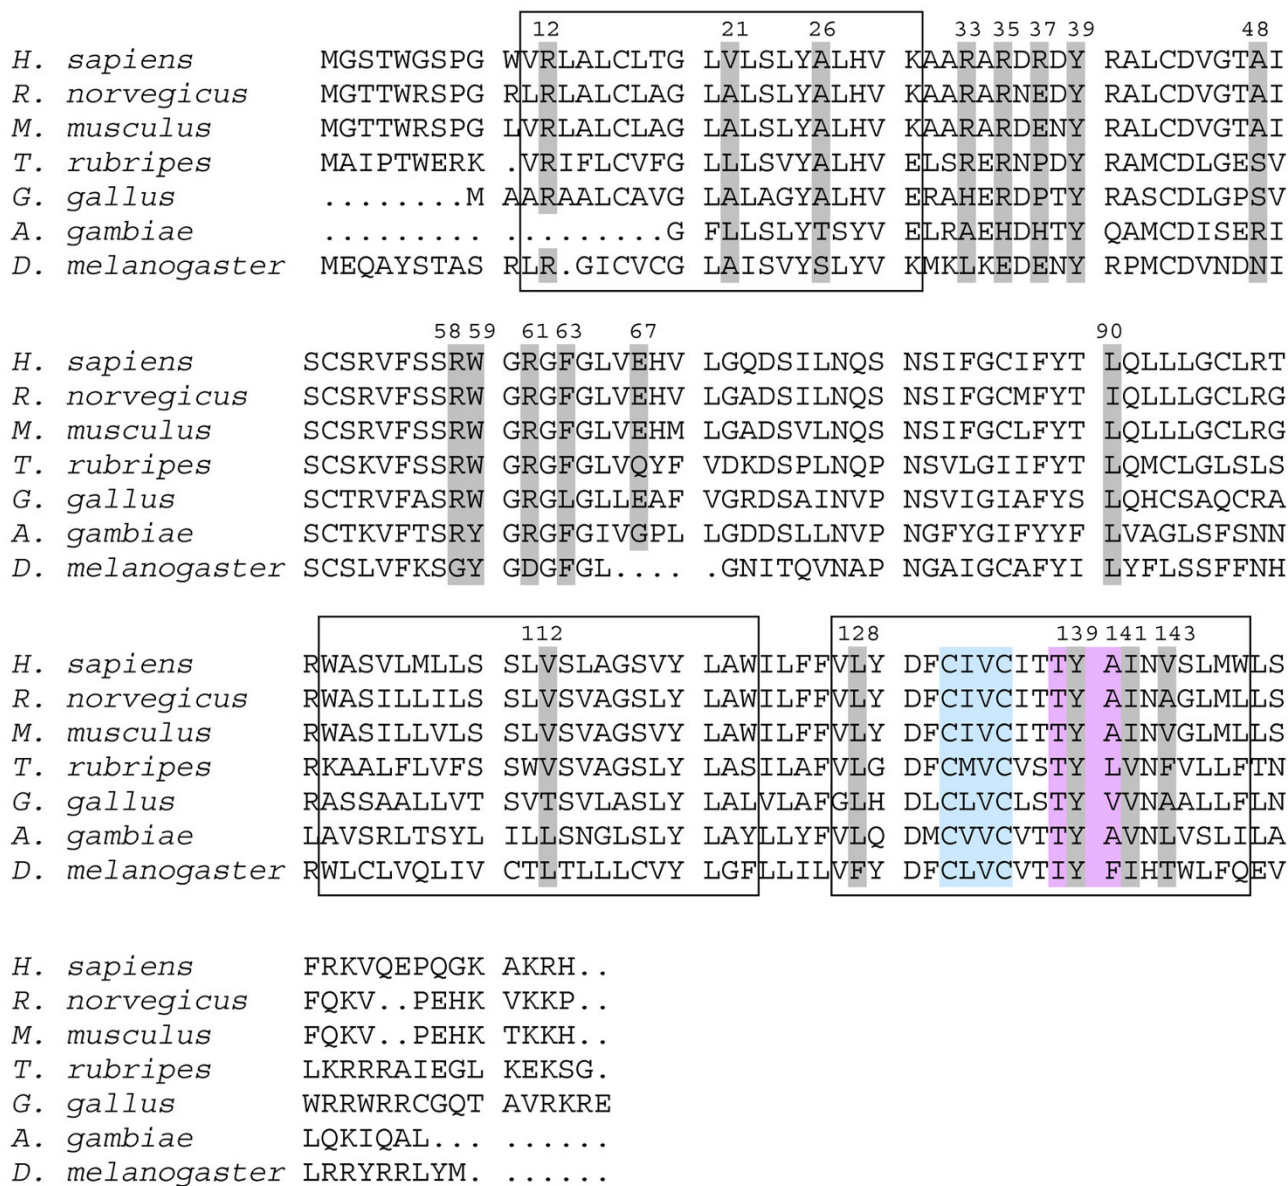 12 21 26 33 35 37 39 48
H. sapiens MGSTWGSPG WVRLALCLTG LVLSLYALHV KAARARDRDY RALCDVGTAI
R. norvegicus MGTTWRSPG RLRLALCLAG LALSLYALHV KAARARNEDY RALCDVGTAI
M. musculus MGTTWRSPG LVRLALCLAG LALSLYALHV KAARARDENY RALCDVGTAI
T. rubripes MAIPTWERK .VRIFLCVFG LLLSVYALHV ELSRERNPDY RAMCDLGESV
G. gallus ........M AARAALCAVG LALAGYALHV ERAHERDPTY RASCDLGPSV
A. gambiae ......... .........G FLLSLYTSYV ELRAEHDHTY QAMCDISERI
D. melanogaster MEQAYSTAS RLR.GICVCG LAISVYSLYV KMKLKEDENY RPMCDVNDNI
58 59 61 63 67 90
H. sapiens SCSRVFSSRW GRGFGLVEHV LGQDSILNQS NSIFGCIFYT LQLLLGCLRT
R. norvegicus SCSRVFSSRW GRGFGLVEHV LGADSILNQS NSIFGCMFYT IQLLLGCLRG
M. musculus SCSRVFSSRW GRGFGLVEHM LGADSVLNQS NSIFGCLFYT LQLLLGCLRG
T. rubripes SCSKVFSSRW GRGFGLVQYF VDKDSPLNQP NSVLGIIFYT LQMCLGLSLS
G. gallus SCTRVFASRW GRGLGLLEAF VGRDSAINVP NSVIGIAFYS LQHCSAQCRA
A. gambiae SCTKVFTSRY GRGFGIVGPL LGDDSLLNVP NGFYGIFYYF LVAGLSFSNN
D. melanogaster SCSLVFKSGY GDGFGL.... .GNITQVNAP NGAIGCAFYI LYFLSSFFNH
112 128 139 141 143
H. sapiens RWASVLMLLS SLVSLAGSVY LAWILFFVLY DFCIVCITTY AINVSLMWLS
R. norvegicus RWASILLILS SLVSVAGSVY LAWILFFVLY DFCIVCITTY AINAGLMLLS
M. musculus RWASILLVLS SLVSVAGSVY LAWILFFVLY DFCIVCITTY AINVGLMLLS
T. rubripes RKAALFLVFS SWVSVAGSLY LASILAFVLG DFCMVCVSTY LVNFVLLFTN
G. gallus RASSAALLVT SVTSVLASLY LALVLAFGLH DLCLVCLSTY VVNAALLFLN
A. gambiae LAVSRLTSYL ILLSNGLSLY LAYLLYFVLQ DMCVVCVTTY AVNLVSLILA
D. melanogaster RWLCLVQLIV CTLTLLLCVY LGFLLILVFY DFCLVCVTIY FIHTWLFQEV
H. sapiens FRKVQEPQGK AKRH..
R. norvegicus FQKV..PEHK VKKP..
M. musculus FQKV..PEHK TKKH..
T. rubripes LKRRRAIEGL KEKSG.
G. gallus WRRWRRCGQT AVRKRE
A. gambiae LQKIQAL... ......
D. melanogaster LRRYRRLYM. ......